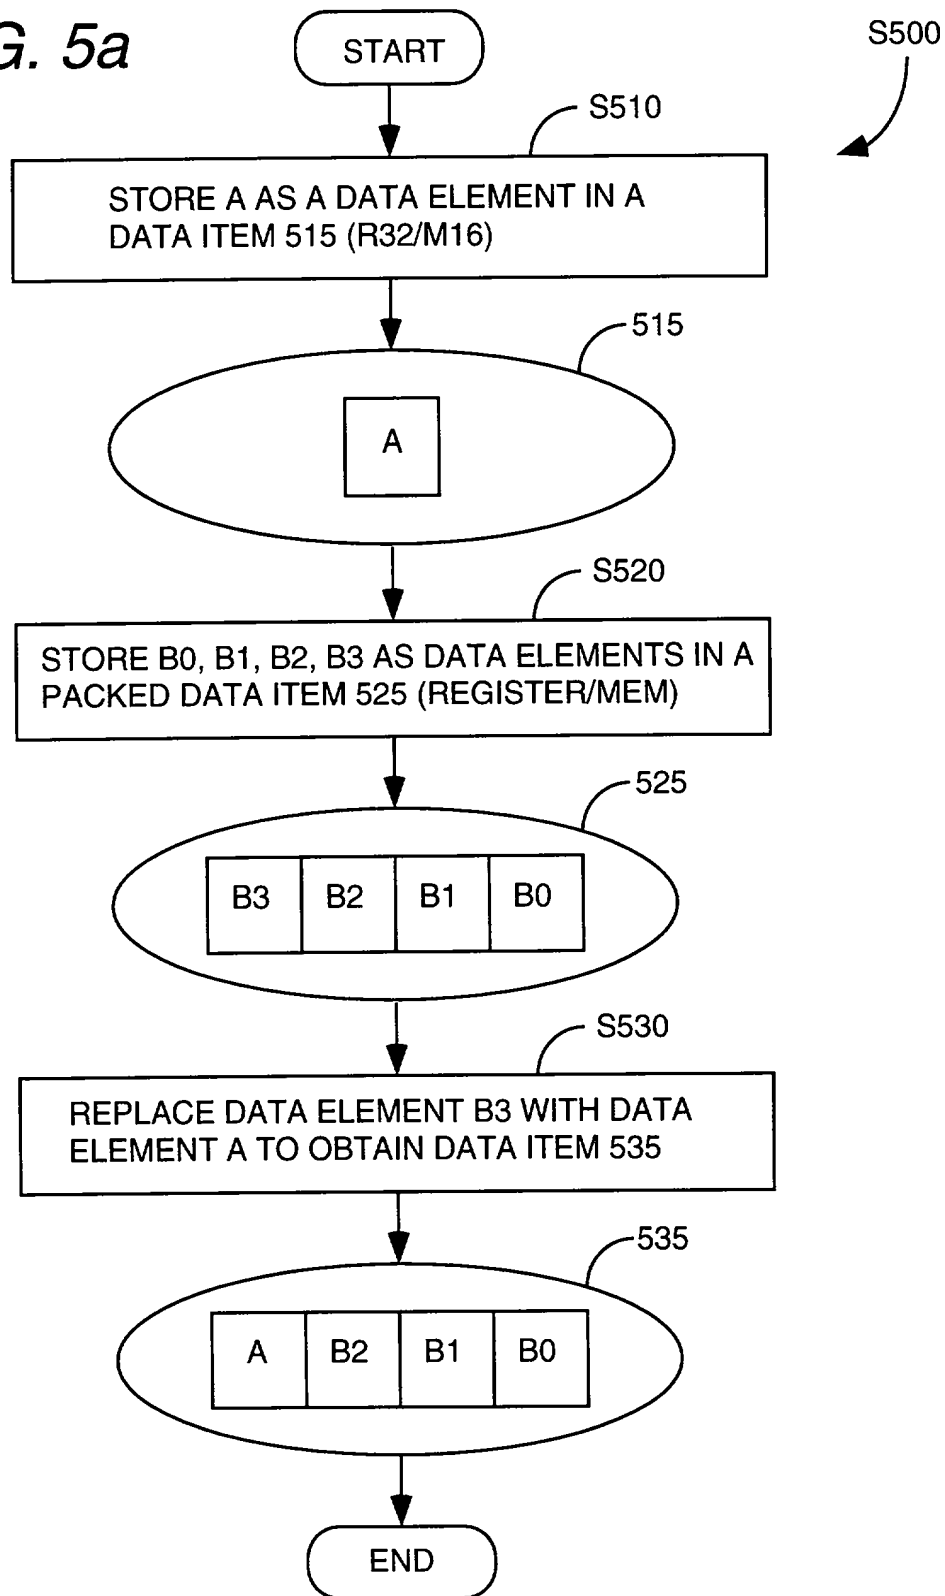 G. 5a
START
S500
S510
STORE A AS A DATA ELEMENT IN A
DATA ITEM 515 (R32/M16)
515
A
S520
STORE B0, B1, B2, B3 AS DATA ELEMENTS IN A
PACKED DATA ITEM 525 (REGISTER/MEM)
525
B3 B2 B1 B0
S530
REPLACE DATA ELEMENT B3 WITH DATA
ELEMENT A TO OBTAIN DATA ITEM 535
535
A B2 B1 B0
END